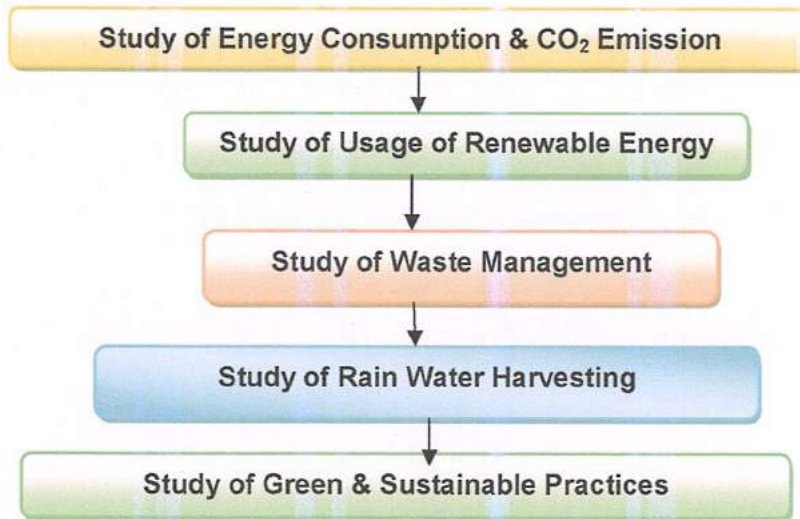 Study of Energy Consumption & CO₂ Emission
Study of Usage of Renewable Energy
Study of Waste Management
Study of Rain Water Harvesting
Study of Green & Sustainable Practices